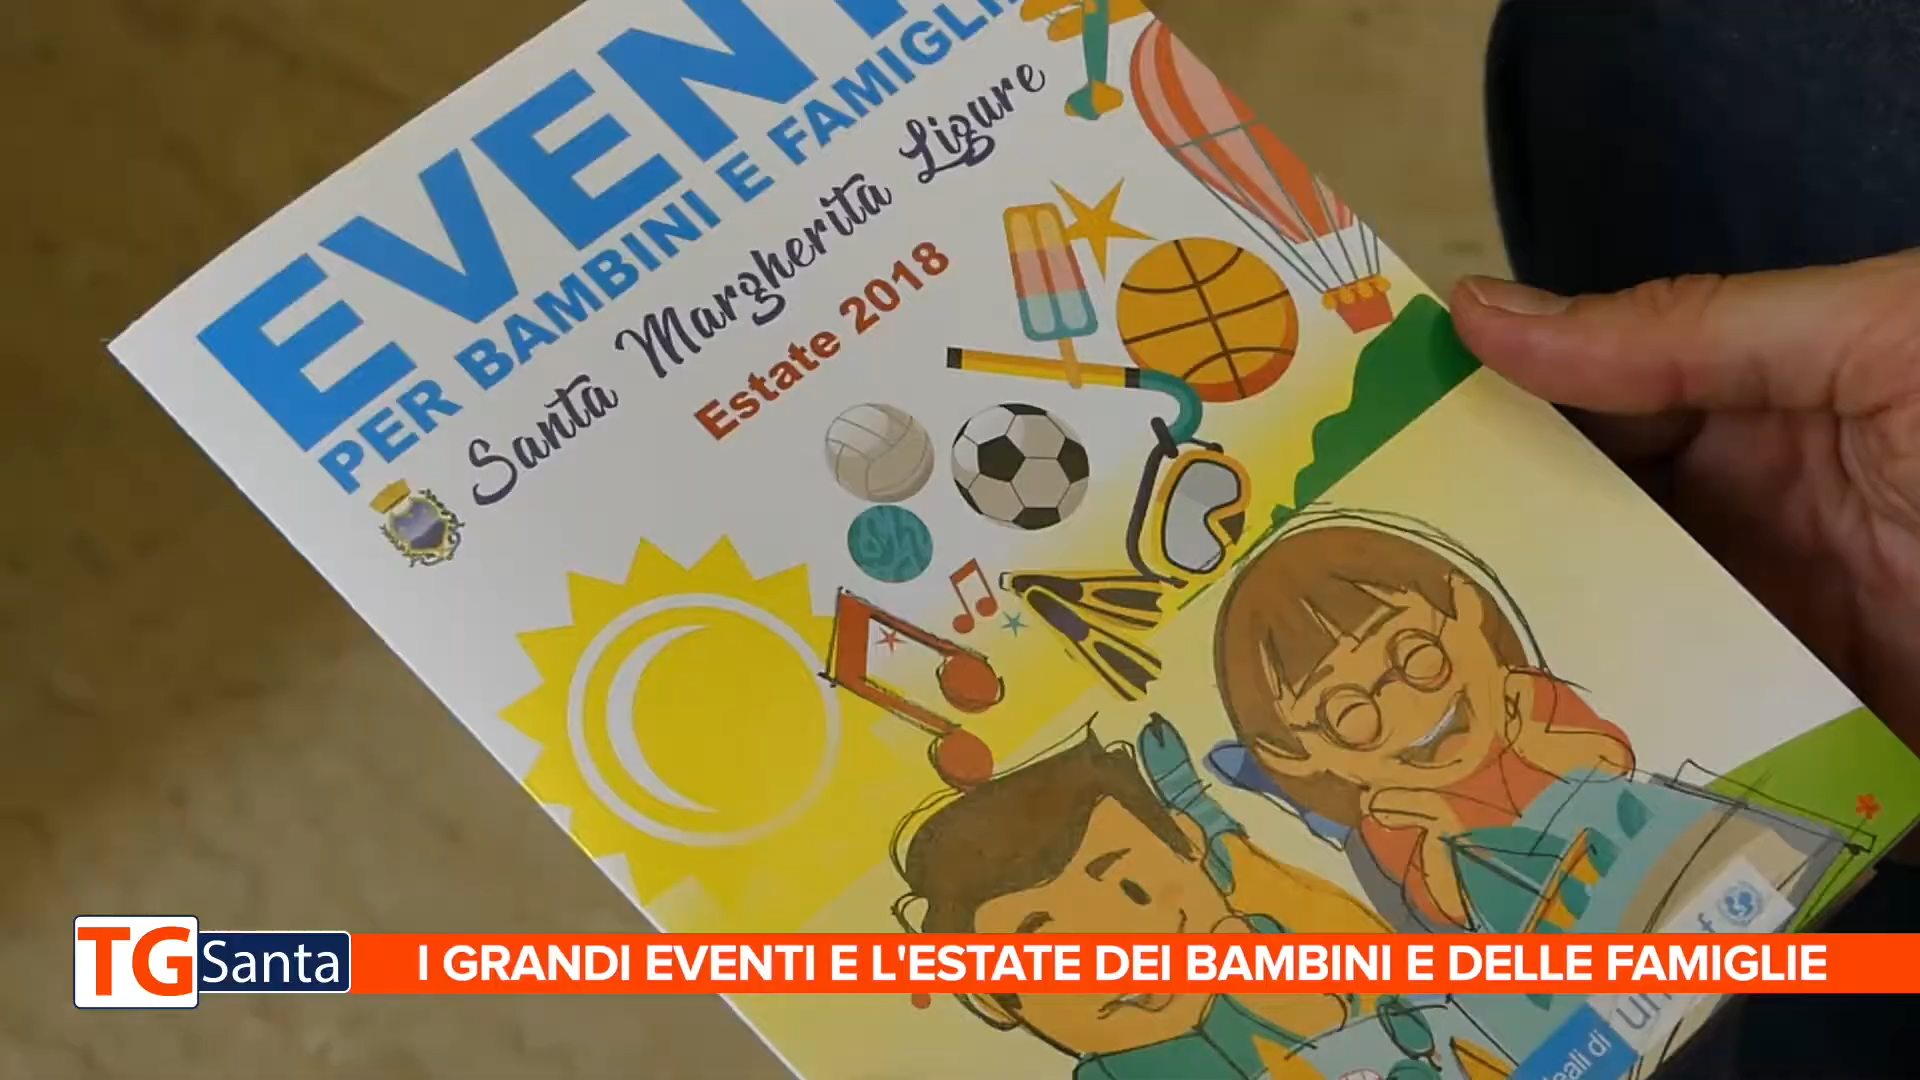 EVENTI
PER BAMBINI E FAMIGLIE
Santa Margherita Ligure
Estate 2018
TG Santa
I GRANDI EVENTI E L'ESTATE DEI BAMBINI E DELLE FAMIGLIE